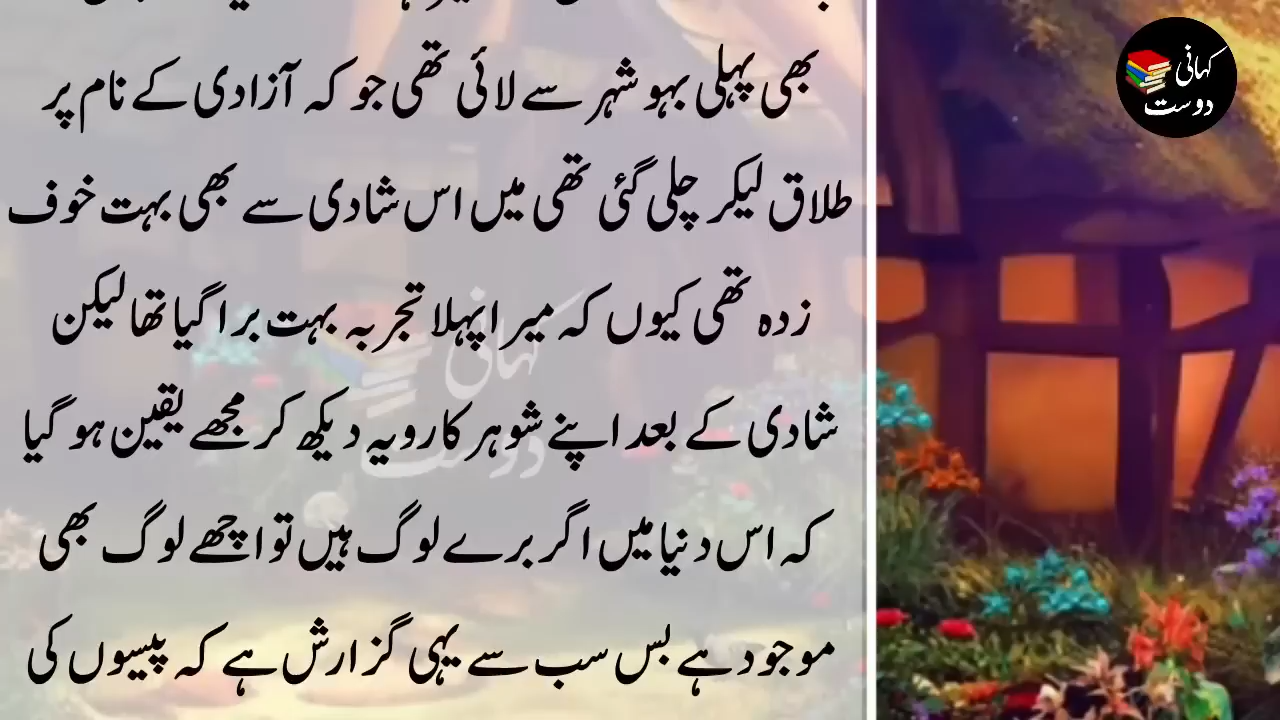 بھی پہلی بہو شہر سے لائی تھی جو کہ آزادی کے نام پر
طلاق لیکر چلی گئی تھی میں اس شادی سے بھی بہت خوف
زدہ تھی کیوں کہ میرا پہلا تجربہ بہت برا گیا تھا لیکن
شادی کے بعد اپنے شوہر کا رویہ دیکھ کر مجھے یقین ہو گیا
کہ اس دنیا میں اگر برے لوگ ہیں تو اچھے لوگ بھی
موجود ہے بس سب سے یہی گزارش ہے کہ پیسوں کی
کہانی
دوست
کہانی
دوست